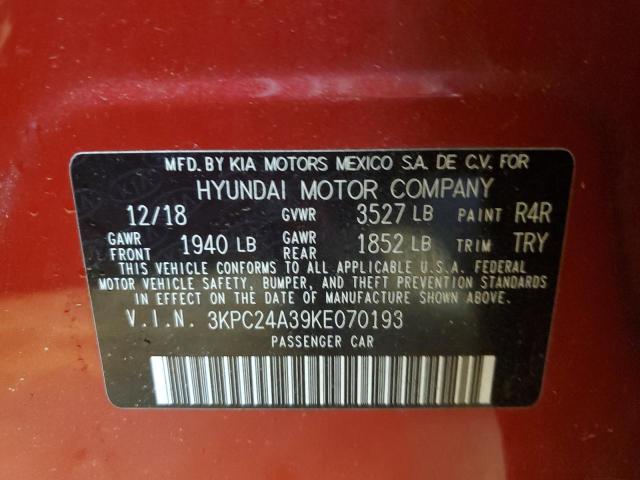 MFD. BY KIA MOTORS MEXICO S.A. DE C.V. FOR
HYUNDAI MOTOR COMPANY
12/18 GVWR 3527 LB PAINT R4R
GAWR FRONT 1940 LB GAWR REAR 1852 LB TRIM TRY
THIS VEHICLE CONFORMS TO ALL APPLICABLE U.S.A. FEDERAL
MOTOR VEHICLE SAFETY, BUMPER, AND THEFT PREVENTION STANDARDS
IN EFFECT ON THE DATE OF MANUFACTURE SHOWN ABOVE.
V.I.N. 3KPC24A39KE070193
PASSENGER CAR